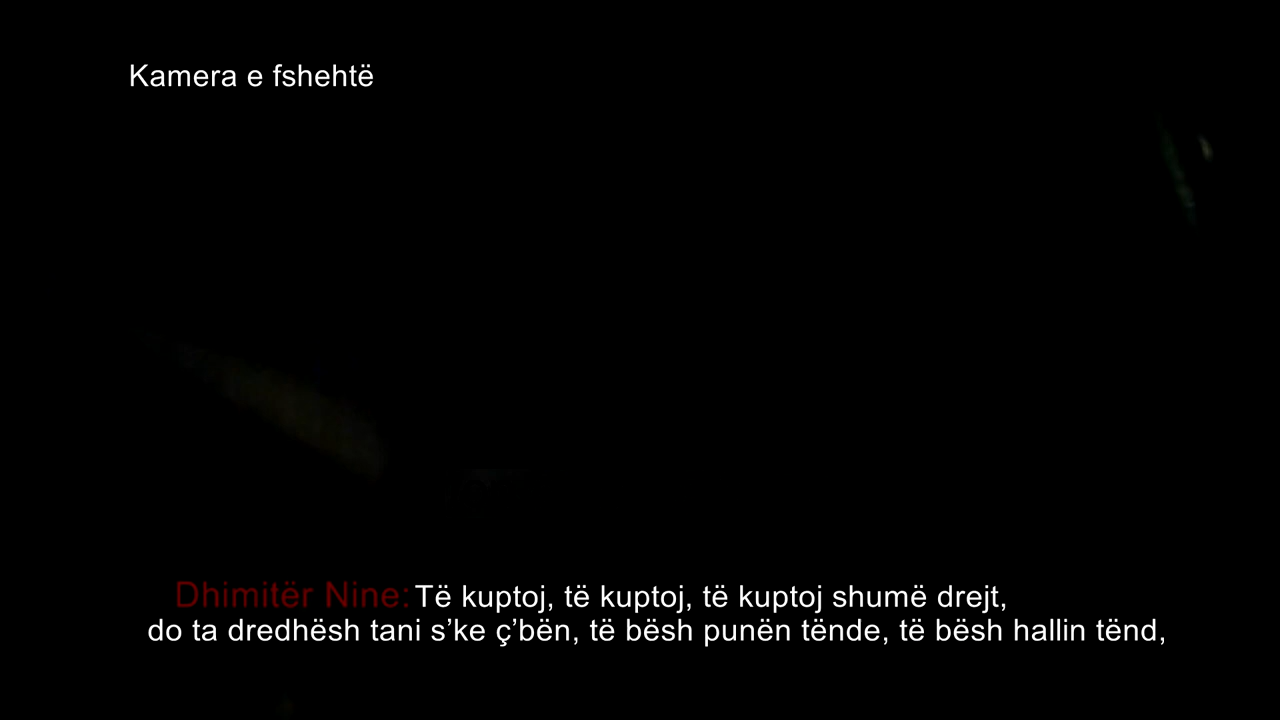 Kamera e fshehtë
Dhimitër Nine: Të kuptoj, të kuptoj, të kuptoj shumë drejt,
do ta dredhësh tani s’ke ç’bën, të bësh punën tënde, të bësh hallin tënd,